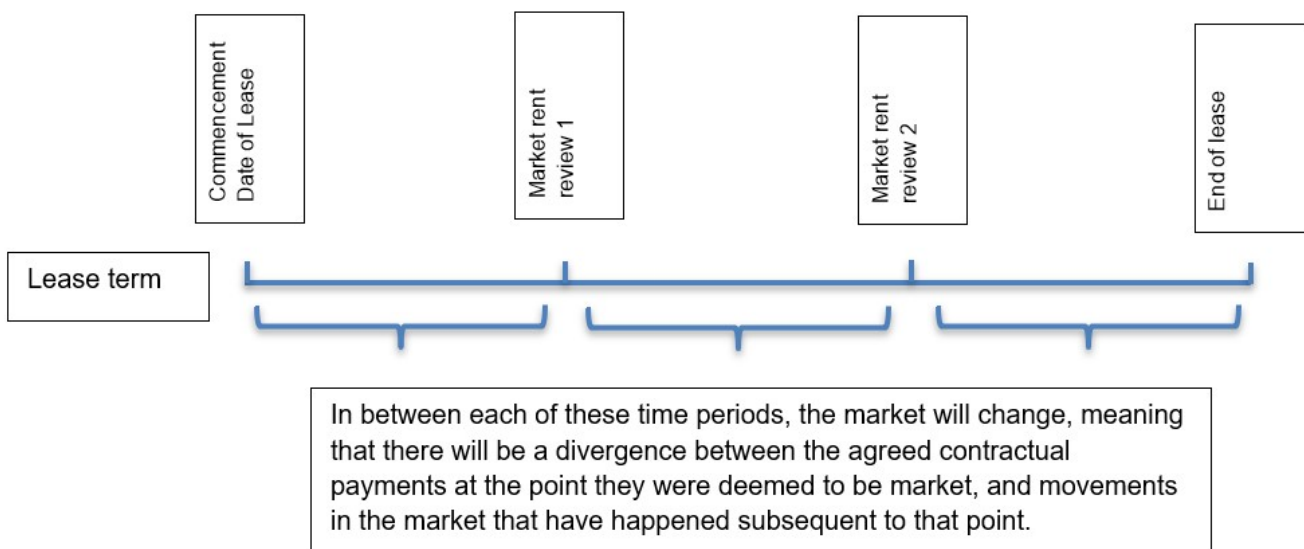 Commencement
Date of Lease
Market rent
review 1
Market rent
review 2
End of lease
Lease term
In between each of these time periods, the market will change, meaning
that there will be a divergence between the agreed contractual
payments at the point they were deemed to be market, and movements
in the market that have happened subsequent to that point.